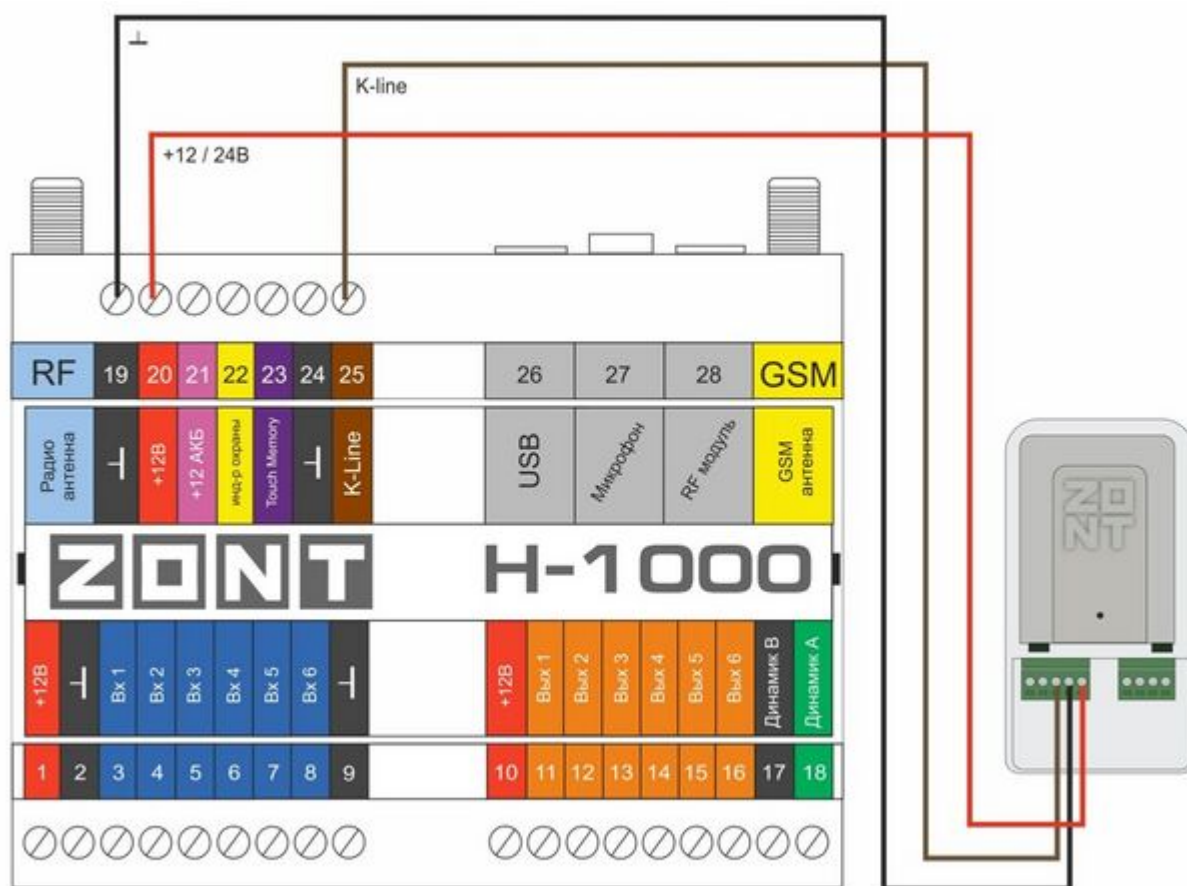 ⊥
K-line
+12 / 24В
RF 19 20 21 22 23 24 25 26 27 28 GSM
Радио антенна
⊥
+12В
+12 АКБ
инд-р охраны
Touch Memory
⊥
K-Line
USB
Микрофон
RF модуль
GSM антенна
ZONT H-1000
ZONT
+12В
⊥
Вх 1
Вх 2
Вх 3
Вх 4
Вх 5
Вх 6
⊥
+12В
Вых 1
Вых 2
Вых 3
Вых 4
Вых 5
Вых 6
Динамик В
Динамик А
1 2 3 4 5 6 7 8 9 10 11 12 13 14 15 16 17 18